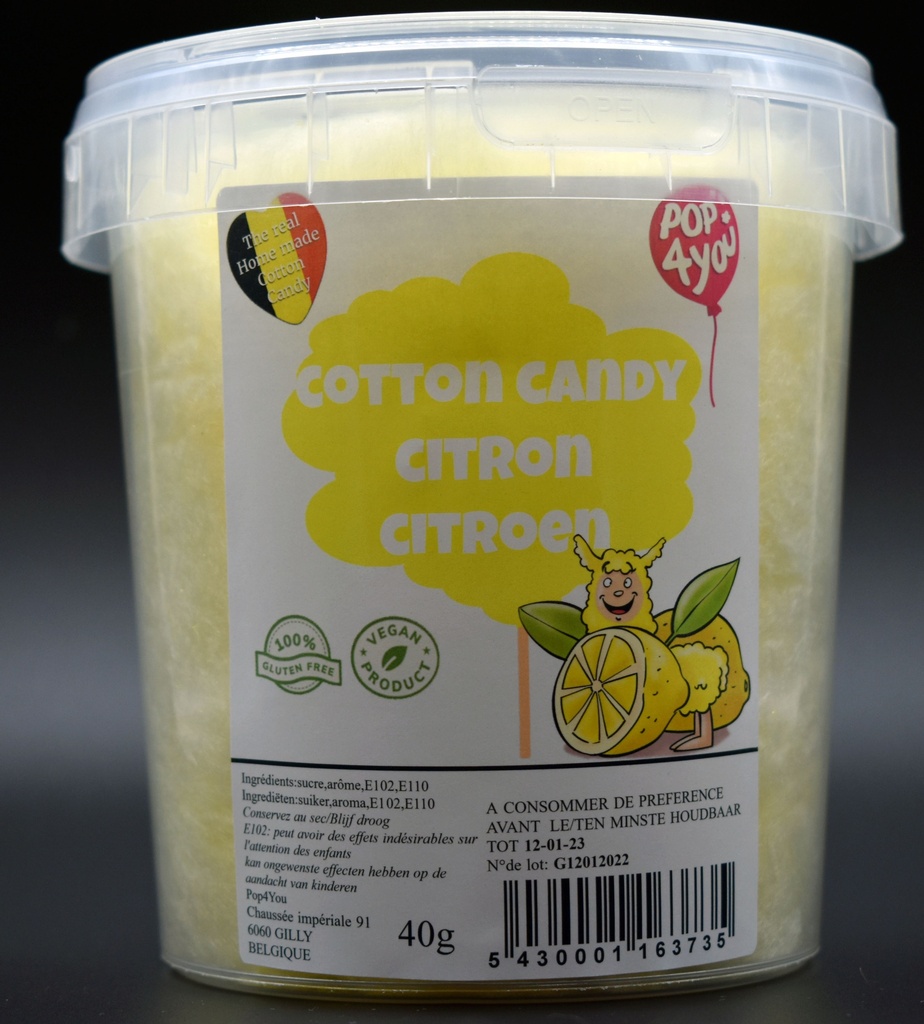 OPEN
The real
Home made
Cotton
Candy
POP
4you
COTTON CANDY
CITRON
CITROEN
100%
GLUTEN FREE
VEGAN
PRODUCT
Ingrédients:sucre,arôme,E102,E110
Ingrediëten:suiker,aroma,E102,E110
Conservez au sec/Blijf droog
E102: peut avoir des effets indésirables sur
l'attention des enfants
kan ongewenste effecten hebben op de
aandacht van kinderen
Pop4You
Chaussée impériale 91
6060 GILLY
BELGIQUE
40g
A CONSOMMER DE PREFERENCE
AVANT LE/TEN MINSTE HOUDBAAR
TOT 12-01-23
N°de lot: G12012022
5 430001 163735